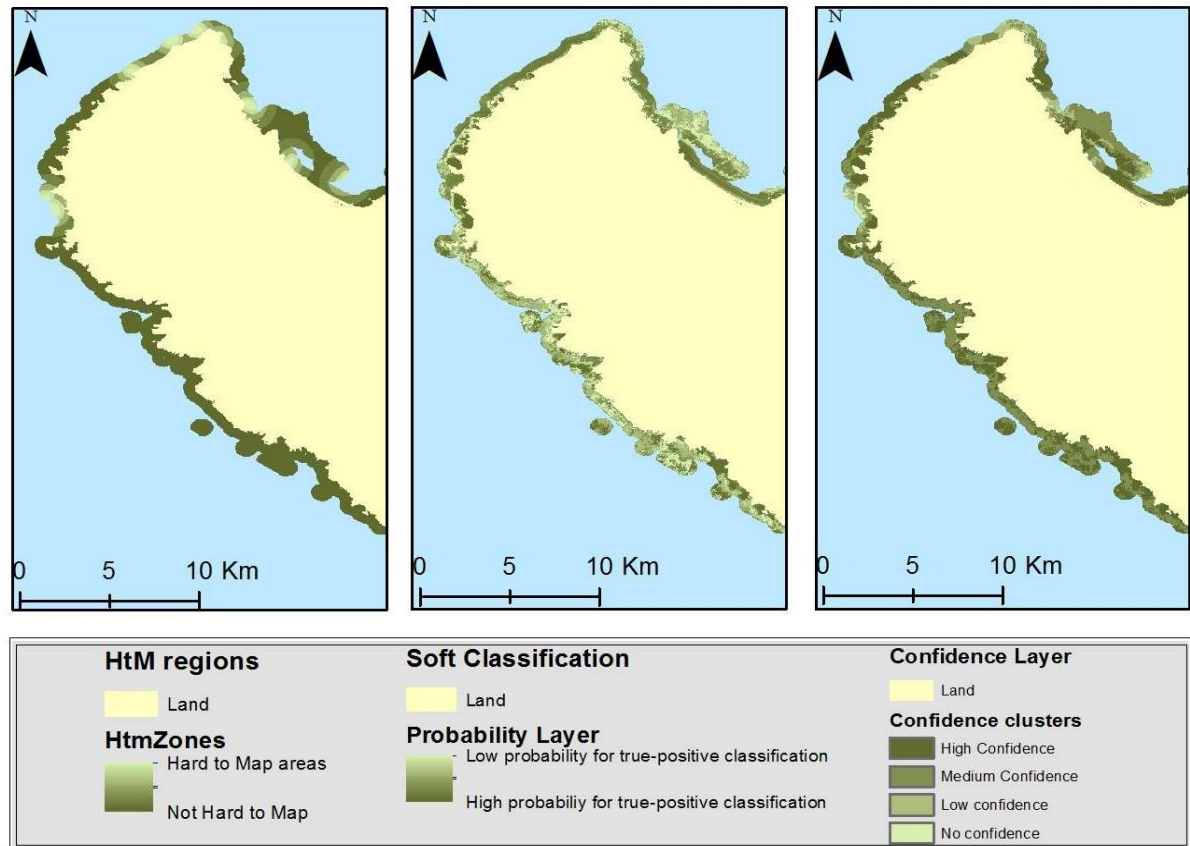 N
N
N
0 5 10 Km
0 5 10 Km
0 5 10 Km
HtM regions
Land
HtmZones
Hard to Map areas
Not Hard to Map
Soft Classification
Land
Probability Layer
Low probability for true-positive classification
High probabiliy for true-positive classification
Confidence Layer
Land
Confidence clusters
High Confidence
Medium Confidence
Low confidence
No confidence